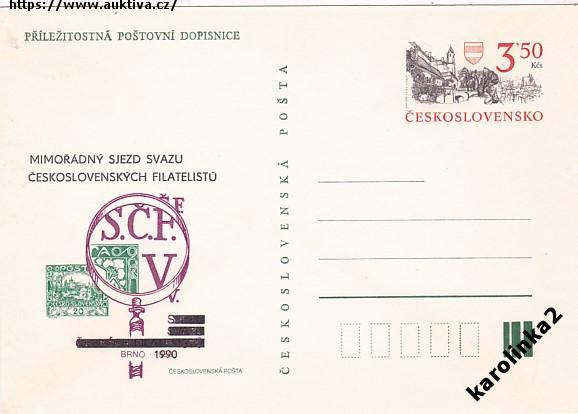 https://www.auktiva.cz/
PŘÍLEŽITOSTNÁ POŠTOVNÍ DOPISNICE
3·50
Kčs
ČESKOSLOVENSKO
MIMOŘÁDNÝ SJEZD SVAZU
ČESKOSLOVENSKÝCH FILATELISTŮ
S.Č.F.
V
V.
20
BRNO · 1990
ČESKOSLOVENSKÁ POŠTA
ČESKOSLOVENSKÁ POŠTA
karolinka2